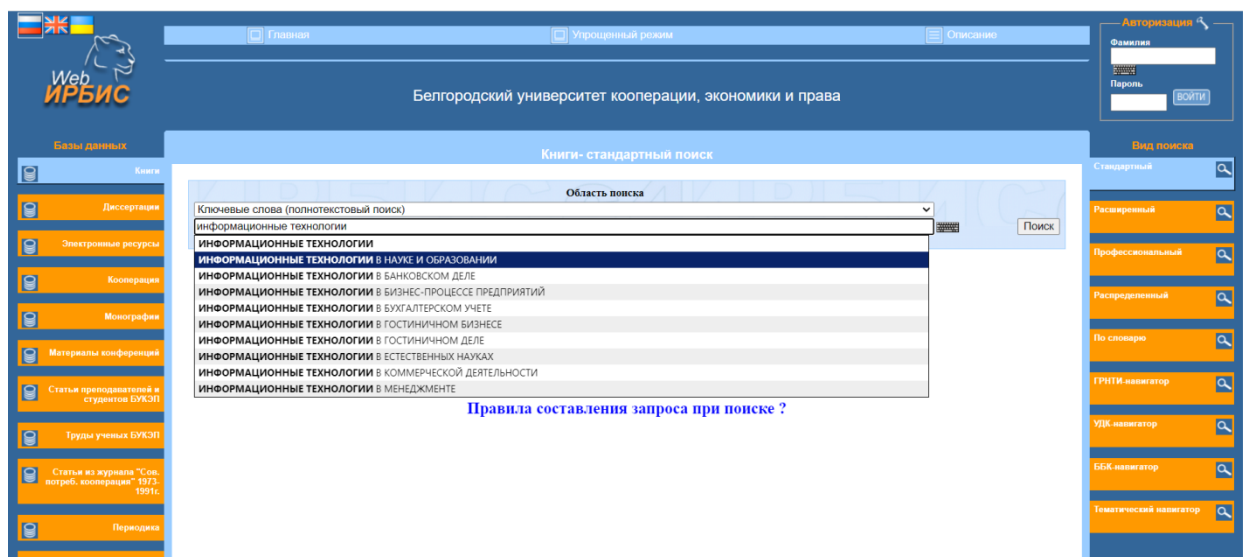 Главная
Упрощенный режим
Описание
Авторизация
Фамилия
Пароль
ВОЙТИ
Web
ИРБИС
Белгородский университет кооперации, экономики и права
Базы данных
Книги
Диссертации
Электронные ресурсы
Кооперация
Монографии
Материалы конференций
Статьи преподавателей и
студентов БУКЭП
Труды ученых БУКЭП
Статьи из журнала "Сов.
потреб. кооперация" 1973-
1991г.
Периодика
Книги- стандартный поиск
Область поиска
Ключевые слова (полнотекстовый поиск)
информационные технологии
Поиск
ИНФОРМАЦИОННЫЕ ТЕХНОЛОГИИ
ИНФОРМАЦИОННЫЕ ТЕХНОЛОГИИ В НАУКЕ И ОБРАЗОВАНИИ
ИНФОРМАЦИОННЫЕ ТЕХНОЛОГИИ В БАНКОВСКОМ ДЕЛЕ
ИНФОРМАЦИОННЫЕ ТЕХНОЛОГИИ В БИЗНЕС-ПРОЦЕССЕ ПРЕДПРИЯТИЙ
ИНФОРМАЦИОННЫЕ ТЕХНОЛОГИИ В БУХГАЛТЕРСКОМ УЧЕТЕ
ИНФОРМАЦИОННЫЕ ТЕХНОЛОГИИ В ГОСТИНИЧНОМ БИЗНЕСЕ
ИНФОРМАЦИОННЫЕ ТЕХНОЛОГИИ В ГОСТИНИЧНОМ ДЕЛЕ
ИНФОРМАЦИОННЫЕ ТЕХНОЛОГИИ В ЕСТЕСТВЕННЫХ НАУКАХ
ИНФОРМАЦИОННЫЕ ТЕХНОЛОГИИ В КОММЕРЧЕСКОЙ ДЕЯТЕЛЬНОСТИ
ИНФОРМАЦИОННЫЕ ТЕХНОЛОГИИ В МЕНЕДЖМЕНТЕ
Правила составления запроса при поиске ?
Вид поиска
Стандартный
Расширенный
Профессиональный
Распределенный
По словарю
ГРНТИ-навигатор
УДК-навигатор
ББК-навигатор
Тематический навигатор